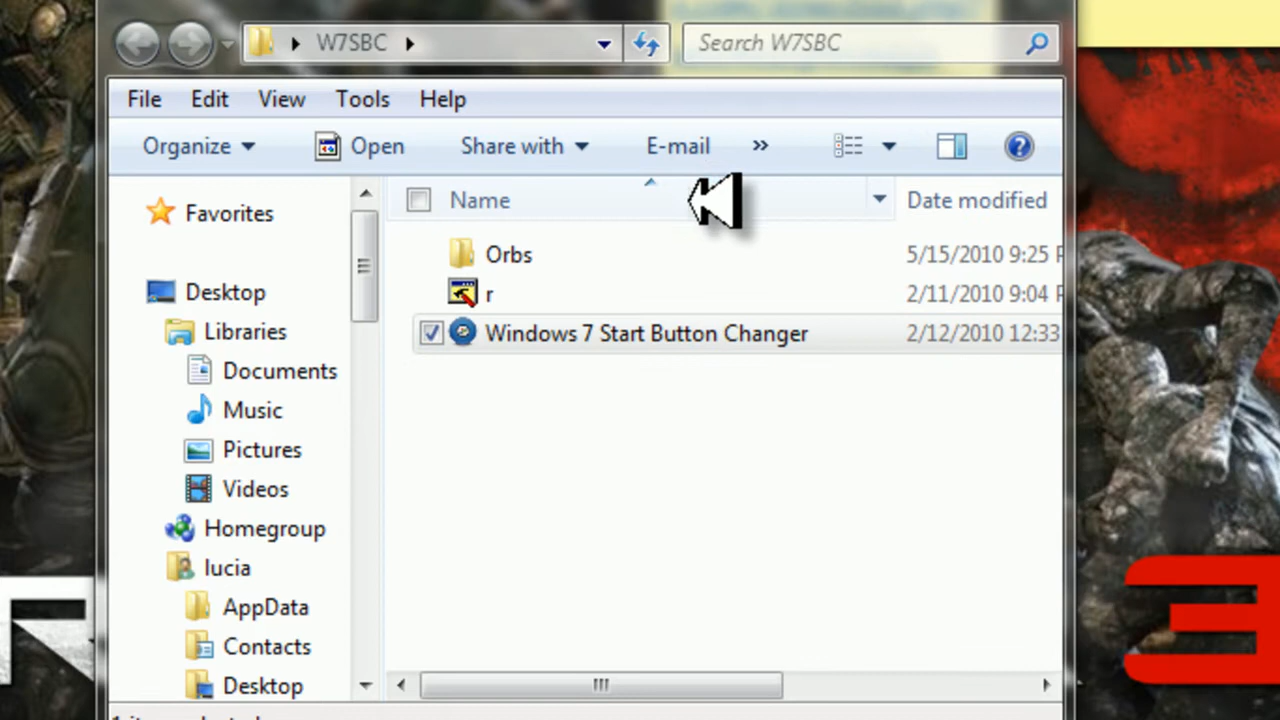 W7SBC
Search W7SBC
File Edit View Tools Help
Organize Open Share with E-mail »
Name Date modified
Favorites
Desktop
Libraries
Documents
Music
Pictures
Videos
Homegroup
lucia
AppData
Contacts
Desktop
Orbs 5/15/2010 9:25
r 2/11/2010 9:04
Windows 7 Start Button Changer 2/12/2010 12:33
3